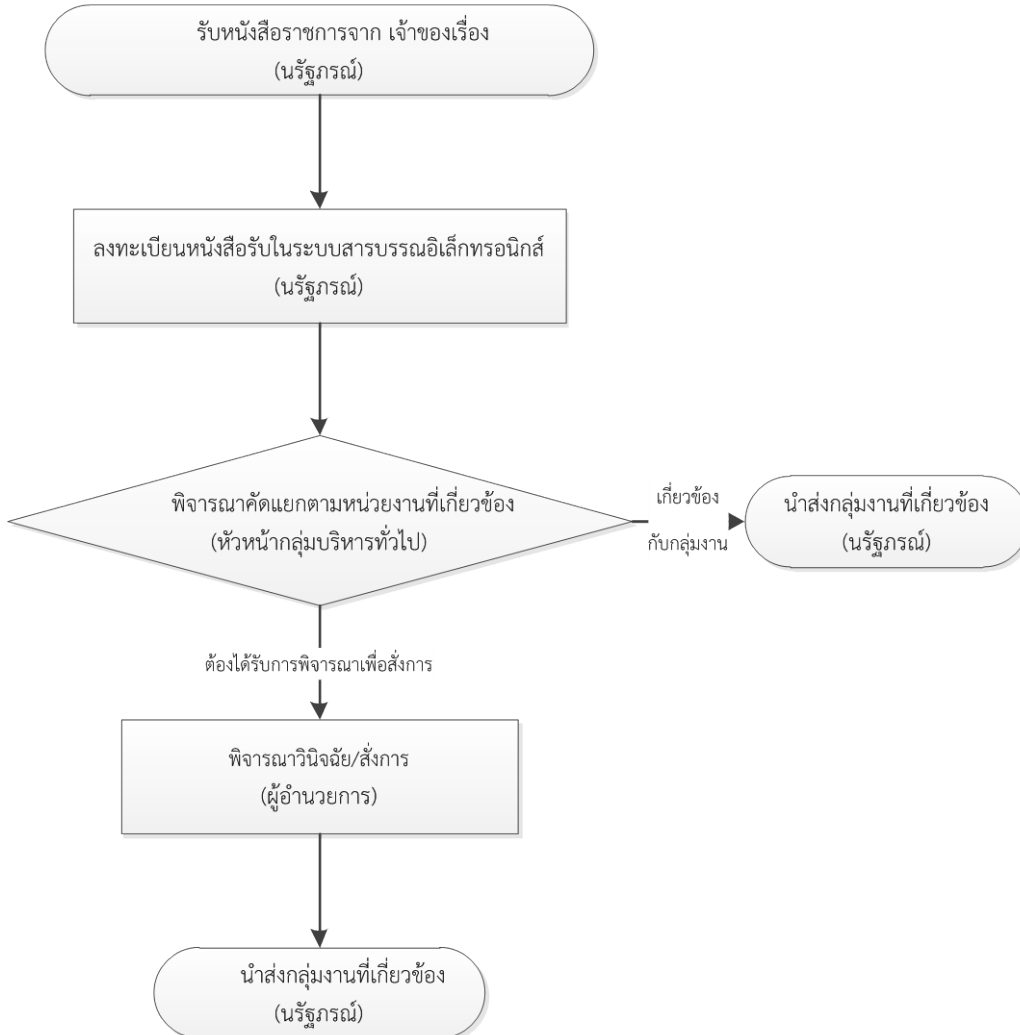 รับหนังสือราชการจาก เจ้าของเรื่อง
(นรัฐภรณ์)
ลงทะเบียนหนังสือรับในระบบสารบรรณอิเล็กทรอนิกส์
(นรัฐภรณ์)
พิจารณาคัดแยกตามหน่วยงานที่เกี่ยวข้อง
(หัวหน้ากลุ่มบริหารทั่วไป)
เกี่ยวข้อง
กับกลุ่มงาน
นำส่งกลุ่มงานที่เกี่ยวข้อง
(นรัฐภรณ์)
ต้องได้รับการพิจารณาเพื่อสั่งการ
พิจารณาวินิจฉัย/สั่งการ
(ผู้อำนวยการ)
นำส่งกลุ่มงานที่เกี่ยวข้อง
(นรัฐภรณ์)